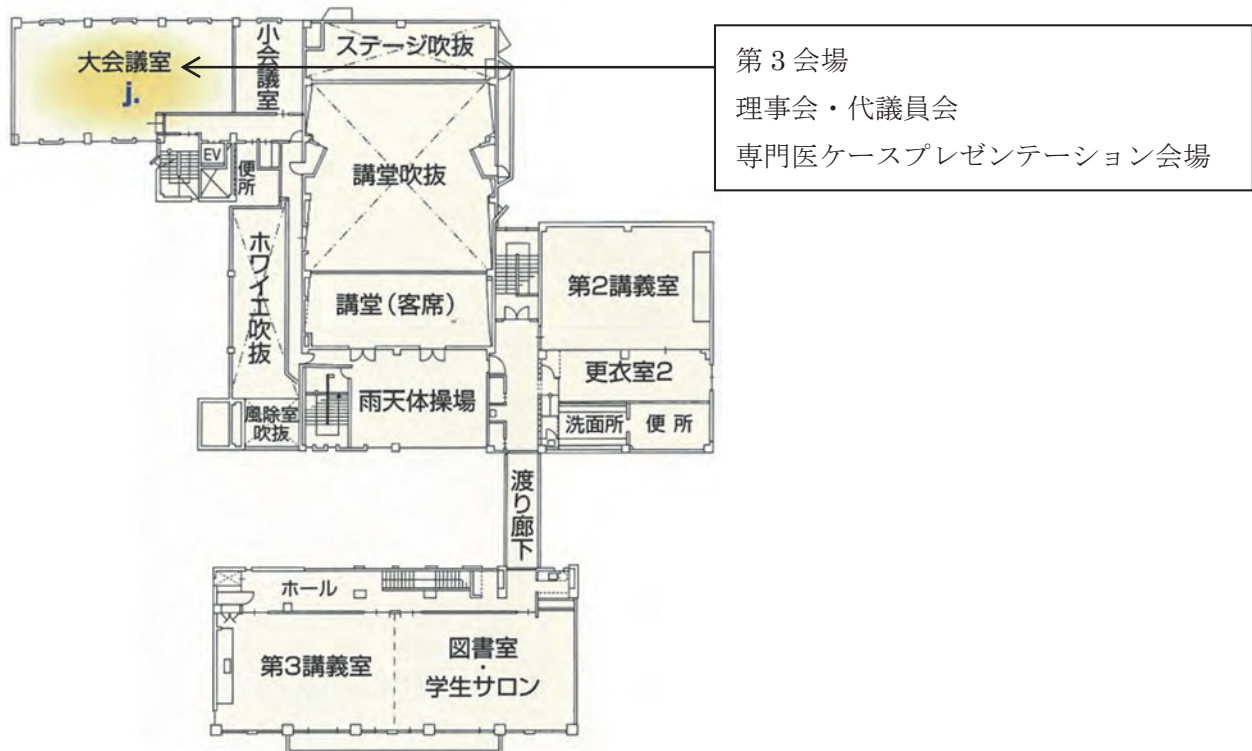 大会議室
j.
小会議室
ステージ吹抜
第3会場
理事会・代議員会
専門医ケースプレゼンテーション会場
EV
便所
講堂吹抜
ホワイエ吹抜
講堂(客席)
第2講義室
更衣室2
雨天体操場
風除室
吹抜
洗面所
便所
渡り廊下
ホール
第3講義室
図書室
・
学生サロン